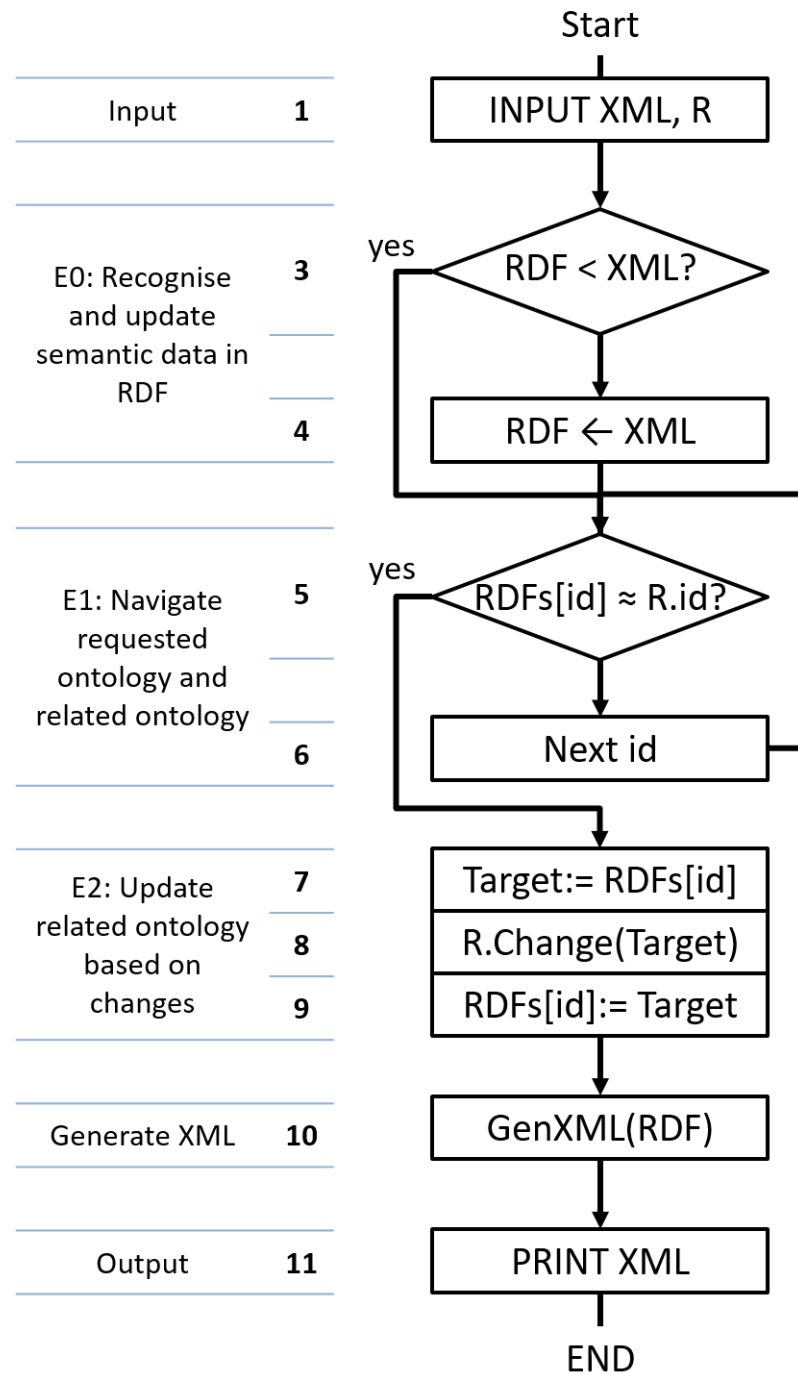 Start
Input 1 INPUT XML, R
yes
E0: Recognise
and update
semantic data in
RDF
3
RDF < XML?
4
RDF ← XML
yes
E1: Navigate
requested
ontology and
related ontology
5
RDFs[id] ≈ R.id?
6
Next id
E2: Update
related ontology
based on
changes
7
Target:= RDFs[id]
8
R.Change(Target)
9
RDFs[id]:= Target
Generate XML 10 GenXML(RDF)
Output 11 PRINT XML
END